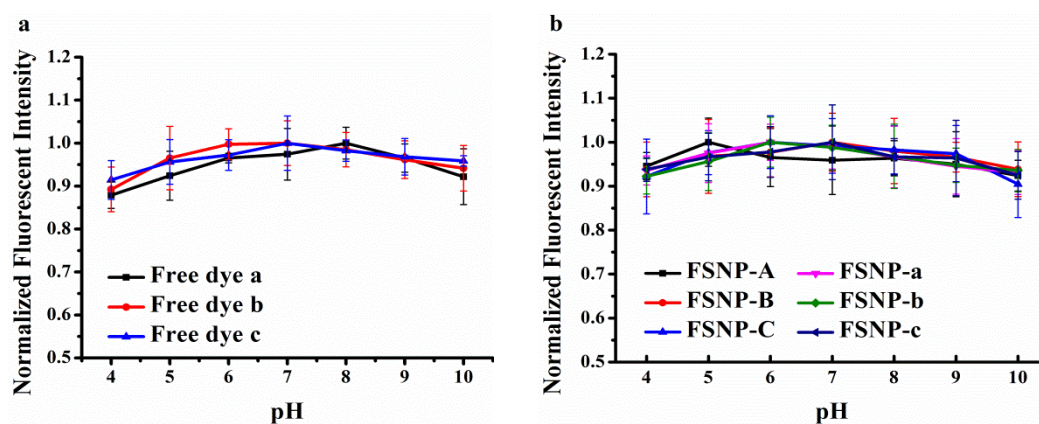 a
Normalized Fluorescent Intensity
1.2
1.1
1.0
0.9
0.8
0.7
0.6
0.5
Free dye a
Free dye b
Free dye c
4 5 6 7 8 9 10
pH
b
Normalized Fluorescent Intensity
1.2
1.1
1.0
0.9
0.8
0.7
0.6
0.5
FSNP-A FSNP-a
FSNP-B FSNP-b
FSNP-C FSNP-c
4 5 6 7 8 9 10
pH